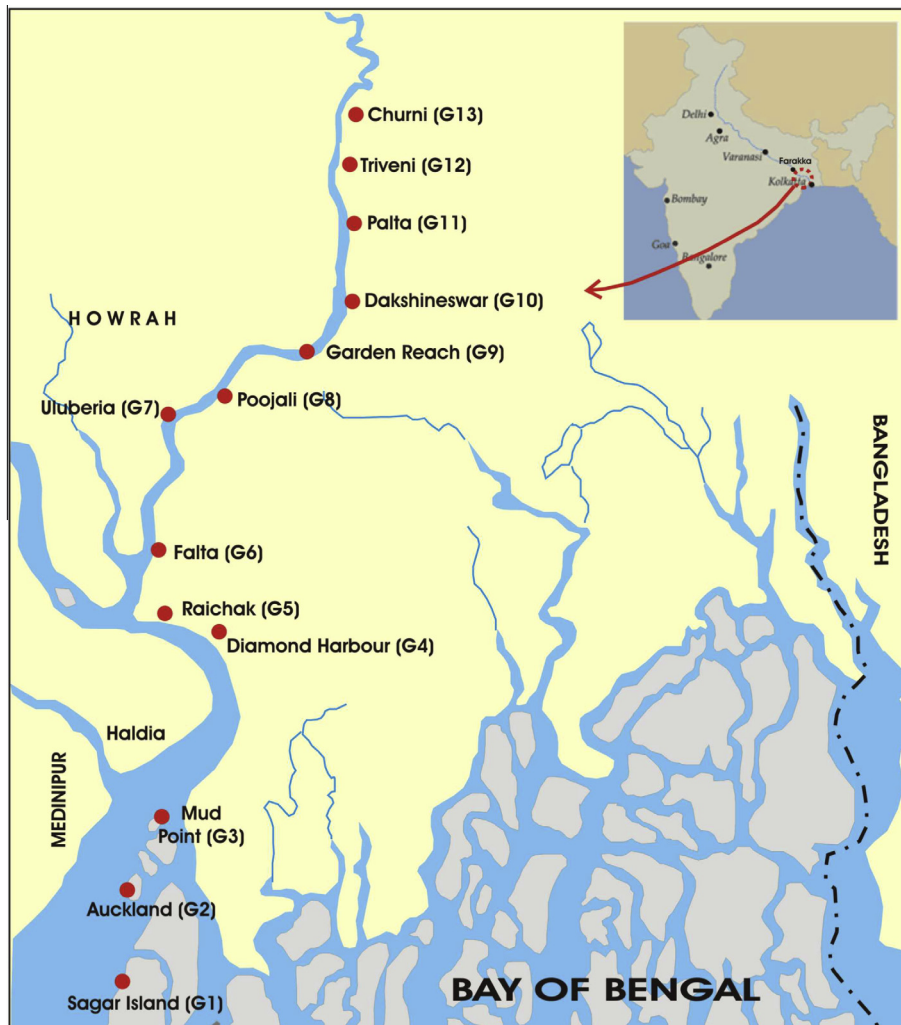 Churni (G13)
Triveni (G12)
Palta (G11)
Dakshineswar (G10)
HOWRAH
Garden Reach (G9)
Poojali (G8)
Uluberia (G7)
Falta (G6)
Raichak (G5)
Diamond Harbour (G4)
Haldia
MEDINIPUR
Mud
Point (G3)
Auckland (G2)
Sagar Island (G1)
BAY OF BENGAL
BANGLADESH
Delhi
Agra
Varanasi
Farakka
Kolkatta
Bombay
Goa
Bangalore